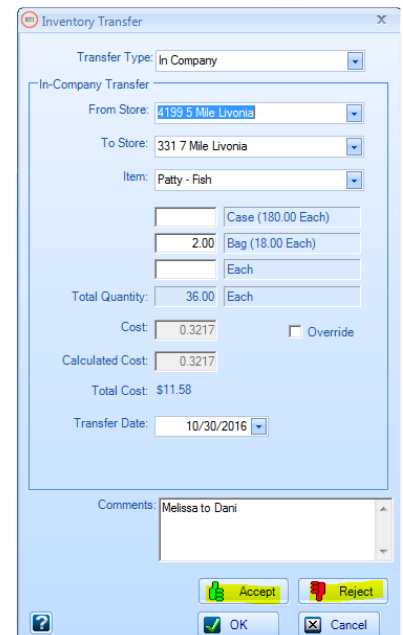 Inventory Transfer X
Transfer Type: In Company
In-Company Transfer
From Store: 4199 5 Mile Livonia
To Store: 331 7 Mile Livonia
Item: Patty - Fish
Case (180.00 Each)
2.00 Bag (18.00 Each)
Each
Total Quantity: 36.00 Each
Cost: 0.3217 Override
Calculated Cost: 0.3217
Total Cost: $11.58
Transfer Date: 10/30/2016
Comments: Melissa to Dani
Accept Reject
? OK Cancel